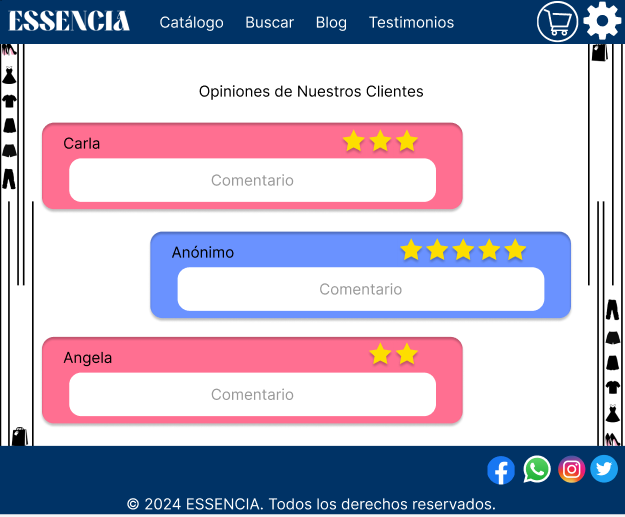 ESSENCIA Catálogo Buscar Blog Testimonios
Opiniones de Nuestros Clientes
Carla
Comentario
Anónimo
Comentario
Angela
Comentario
© 2024 ESSENCIA. Todos los derechos reservados.